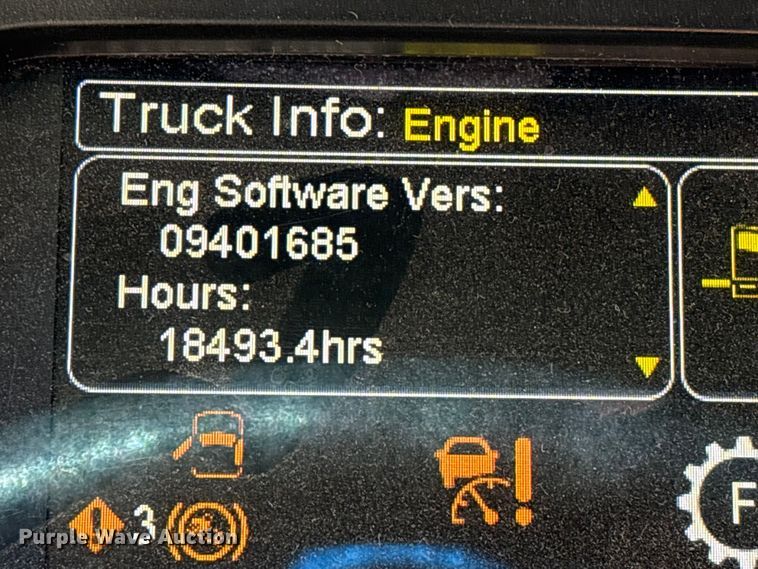 Truck Info: Engine
Eng Software Vers:
09401685
Hours:
18493.4hrs
3
F
Purple Wave Auction